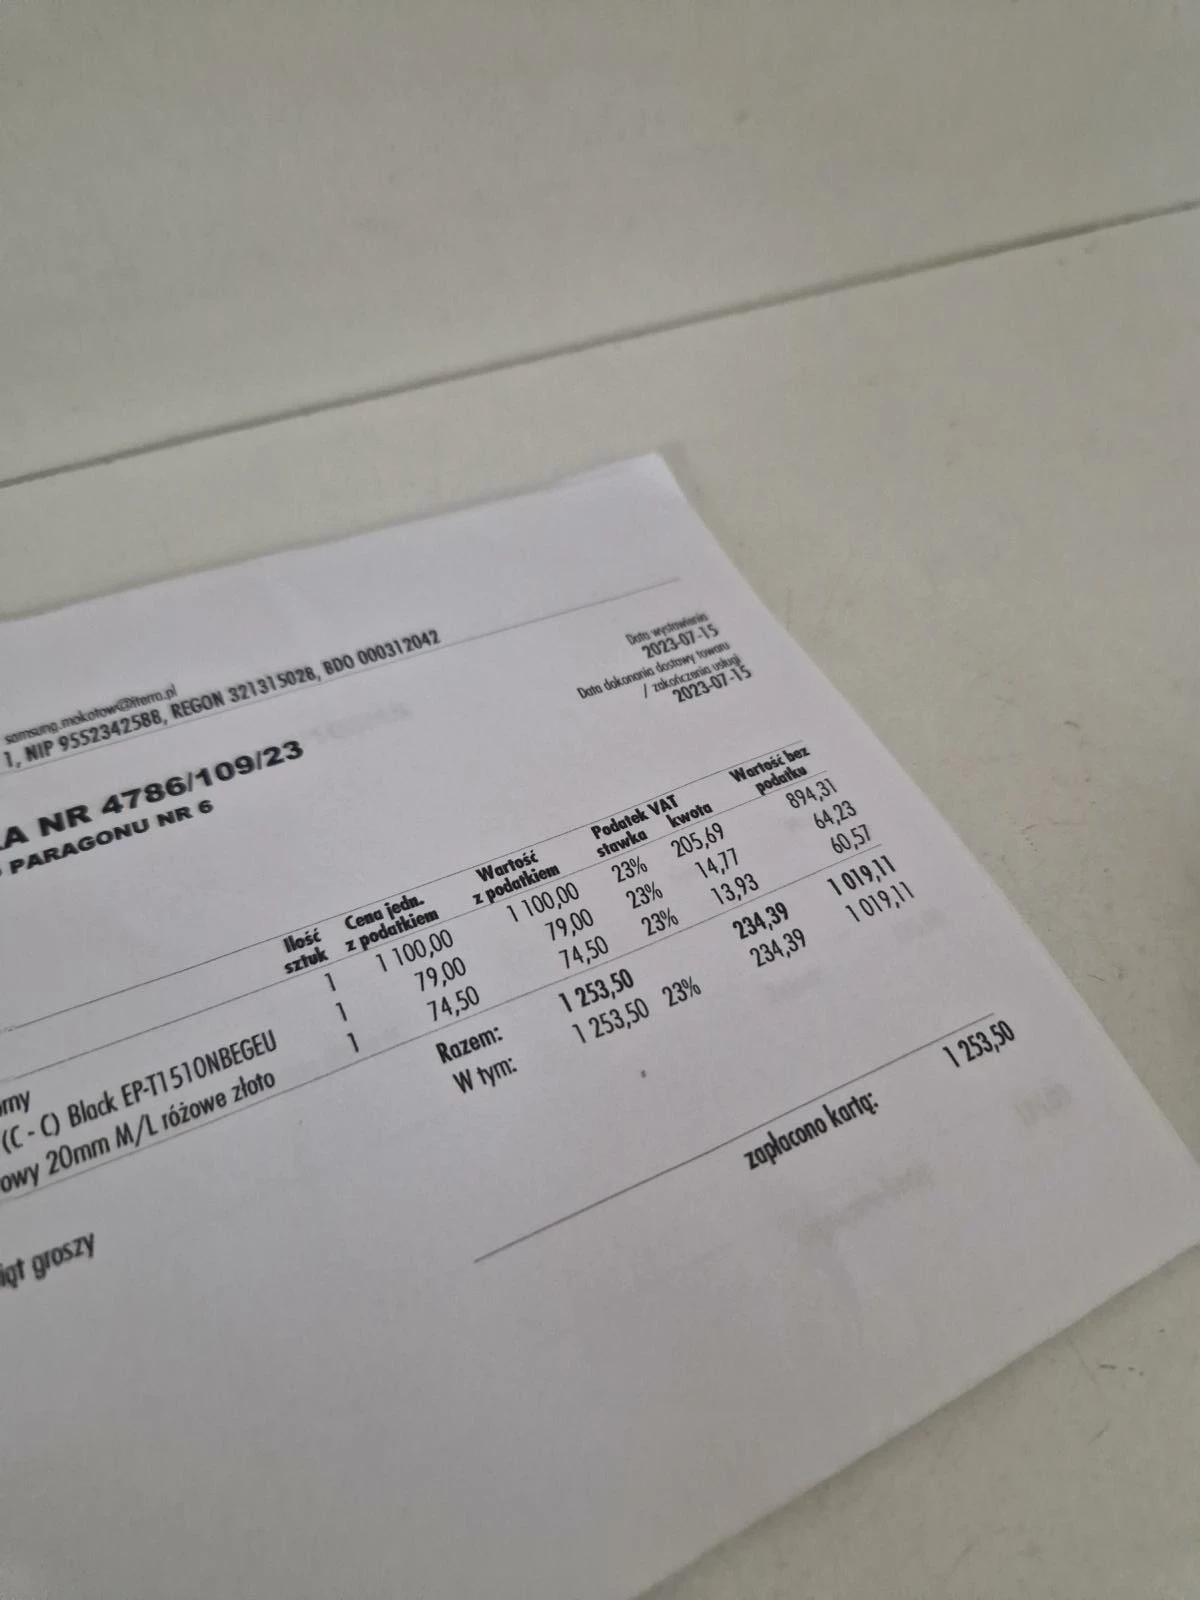 samsung.mokotow@iterra.pl
1, NIP 9552342588, REGON 321315028, BDO 000312042
Data wystawienia
2023-07-15
Data dokonania dostawy towaru
/ zakończenia usługi
2023-07-15
A NR 4786/109/23
PARAGONU NR 6
Ilość sztuk Cena jedn. z podatkiem Wartość z podatkiem Podatek VAT stawka kwota Wartość bez podatku
1 1 100,00 1 100,00 23% 205,69 894,31
1 79,00 79,00 23% 14,77 64,23
1 74,50 74,50 23% 13,93 60,57
Razem: 1 253,50 234,39 1 019,11
W tym: 1 253,50 23% 234,39 1 019,11
(C - C) Black EP-T1510NBEGEU
owy 20mm M/L różowe złoto
zapłacono kartą: 1 253,50
iąt groszy